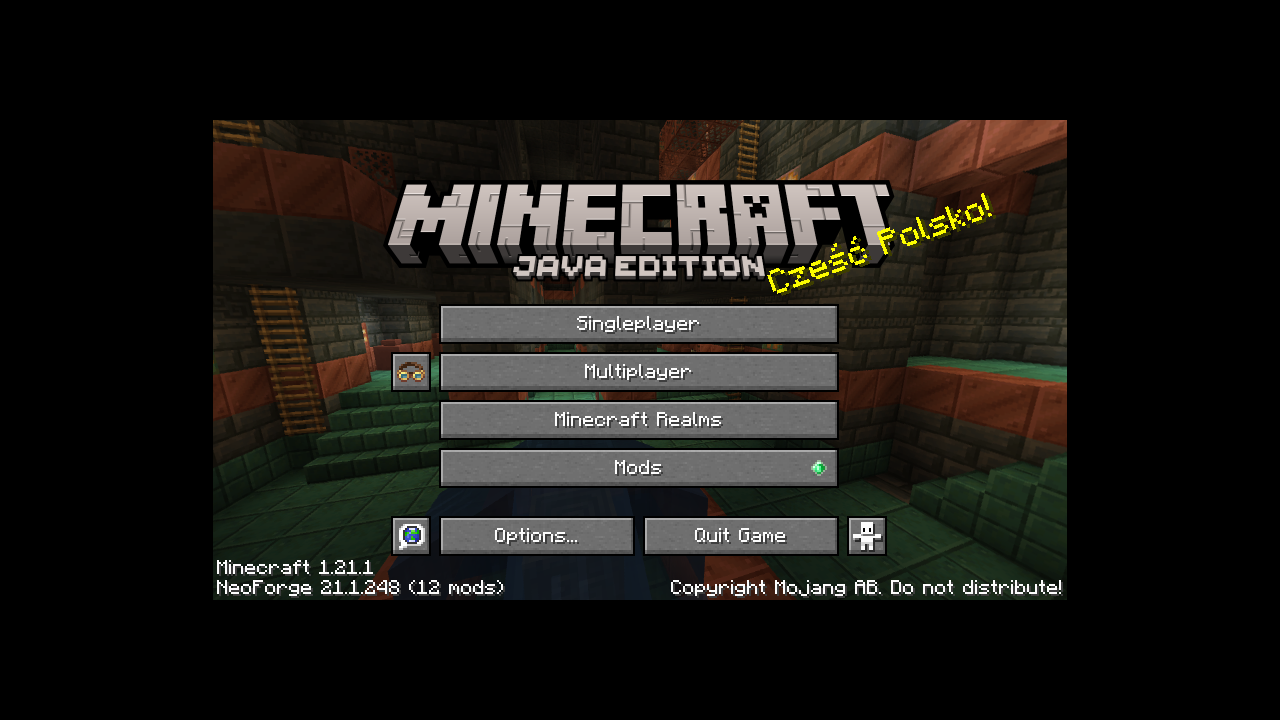 MINECRAFT
JAVA EDITION
Cześć Polsko!
Singleplayer
Multiplayer
Minecraft Realms
Mods
Options...
Quit Game
Minecraft 1.21.1
NeoForge 21.1.248 (12 mods)
Copyright Mojang AB. Do not distribute!